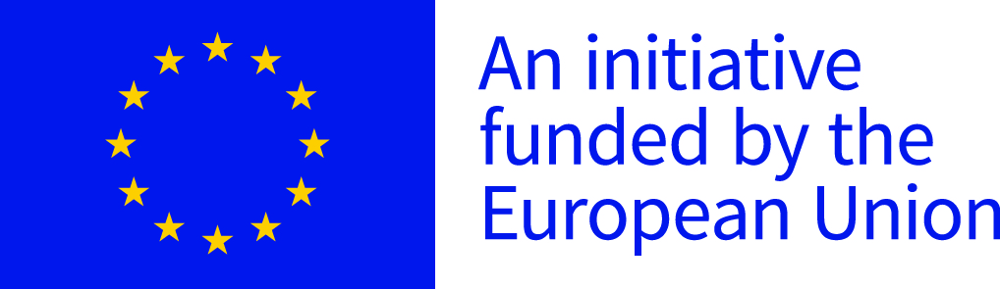 An initiative
funded by the
European Union